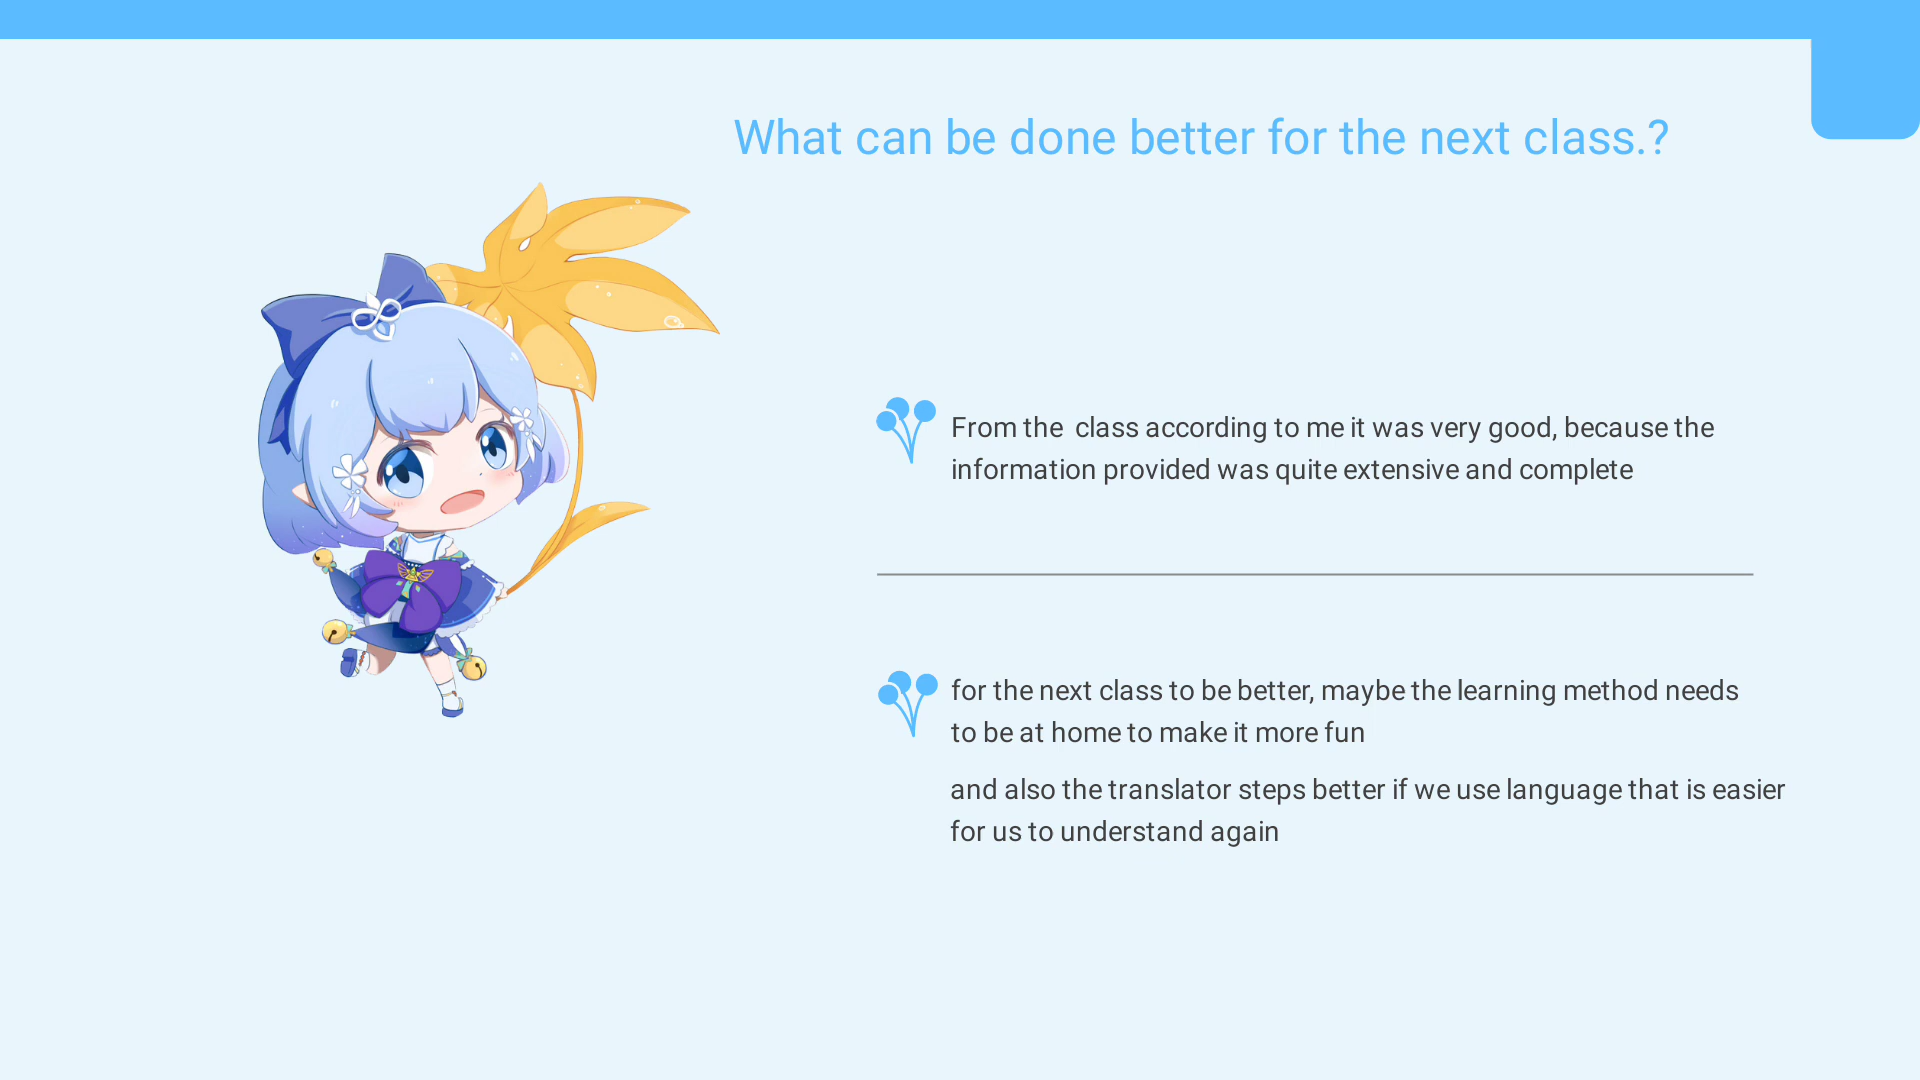 What can be done better for the next class.?
From the  class according to me it was very good, because the
information provided was quite extensive and complete
for the next class to be better, maybe the learning method needs
to be at home to make it more fun
and also the translator steps better if we use language that is easier
for us to understand again